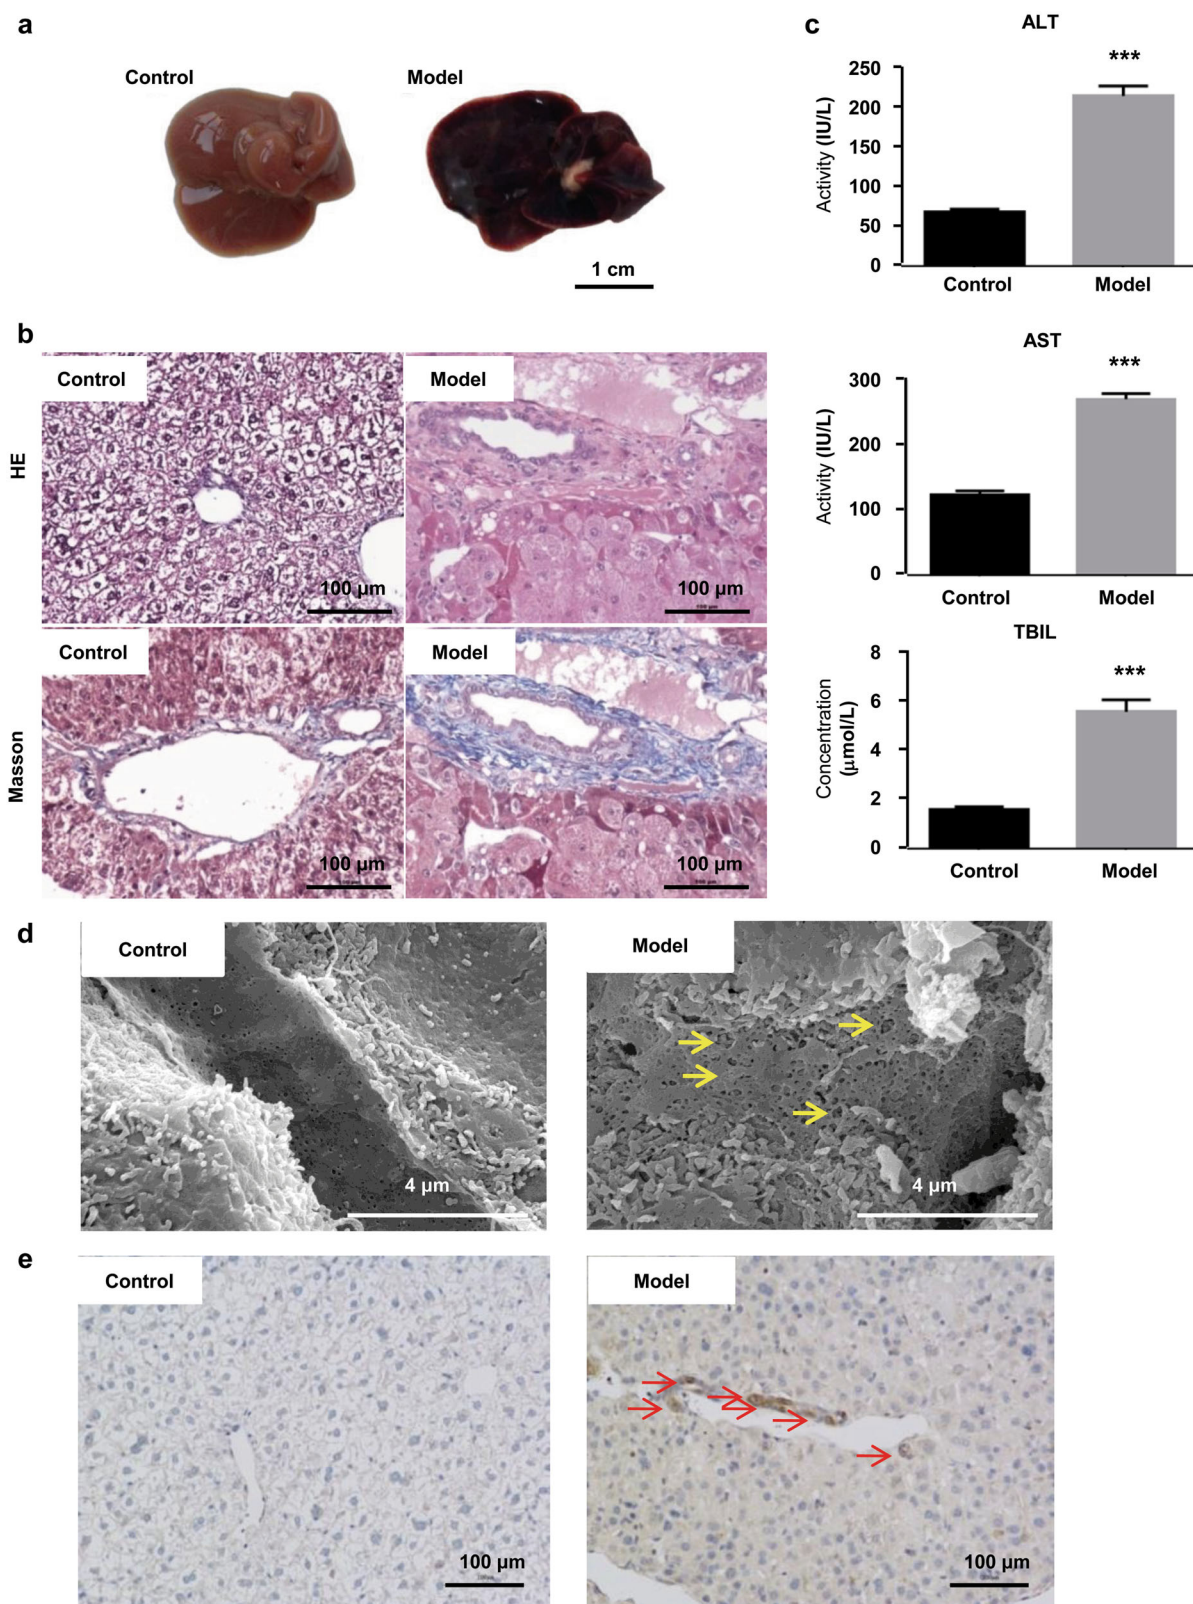 a
Control
Model
1 cm
b
HE
Control
Model
100 µm
100 µm
Masson
Control
Model
100 µm
100 µm
c
ALT
***
Activity (IU/L)
250
200
150
100
50
0
Control
Model
AST
***
Activity (IU/L)
300
200
100
0
Control
Model
TBIL
***
Concentration
(µmol/L)
8
6
4
2
0
Control
Model
d
Control
4 µm
Model
4 µm
e
Control
100 µm
Model
100 µm